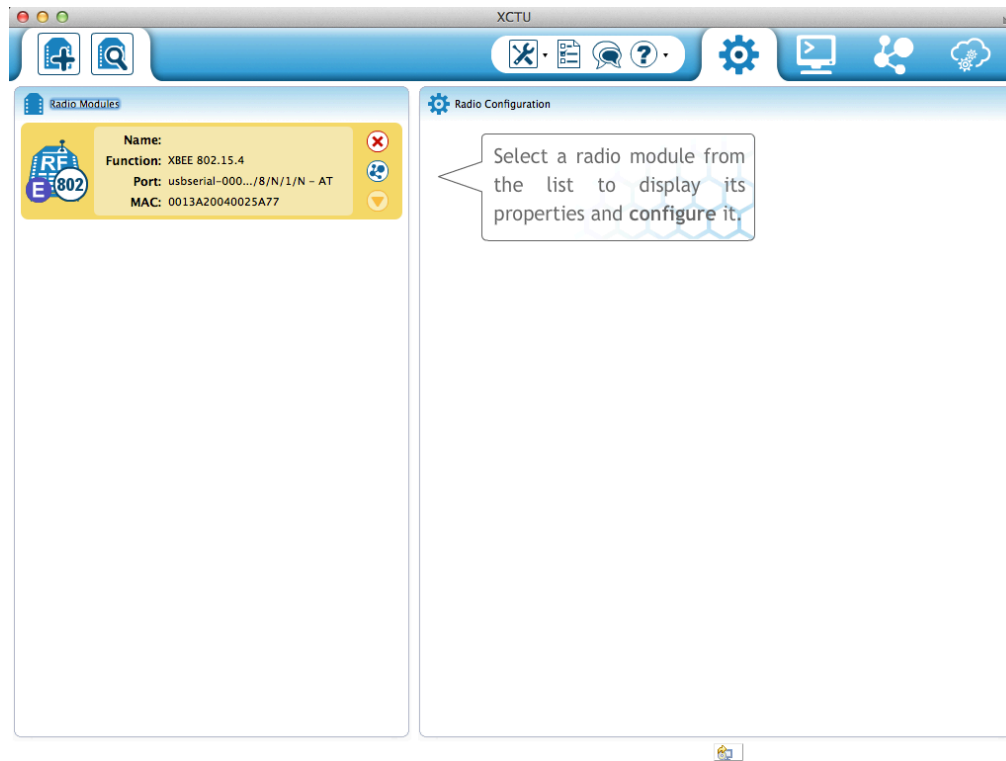 XCTU
Radio Modules
Radio Configuration
Name:
Function: XBEE 802.15.4
Port: usbserial-000.../8/N/1/N - AT
MAC: 0013A20040025A77
RF
E 802
Select a radio module from
the list to display its
properties and configure it.